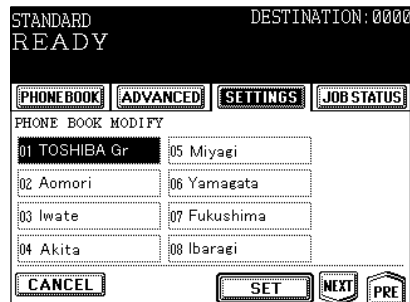 STANDARD DESTINATION:0000
READY
PHONE BOOK ADVANCED SETTINGS JOB STATUS
PHONE BOOK MODIFY
01 TOSHIBA Gr 05 Miyagi
02 Aomori 06 Yamagata
03 Iwate 07 Fukushima
04 Akita 08 Ibaragi
CANCEL SET NEXT PRE